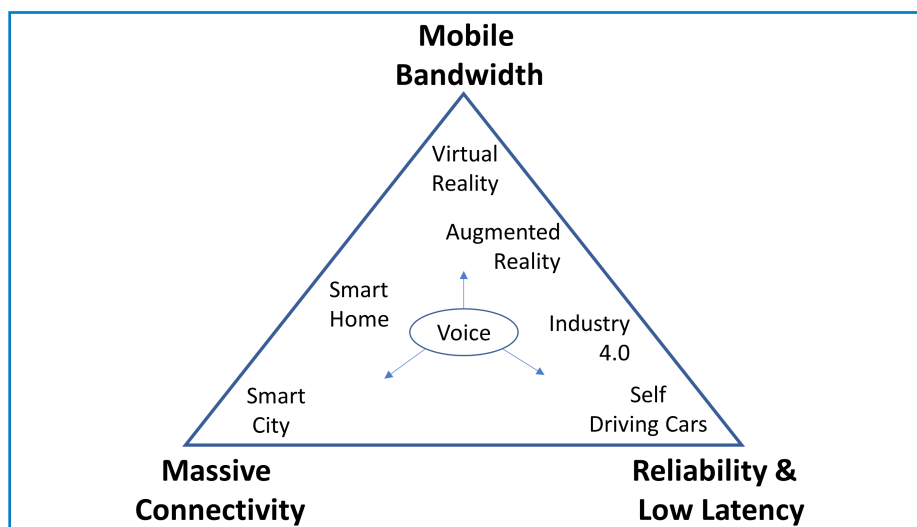 Mobile
Bandwidth
Virtual
Reality
Augmented
Reality
Smart
Home
Voice
Industry
4.0
Smart
City
Self
Driving Cars
Massive
Connectivity
Reliability &
Low Latency